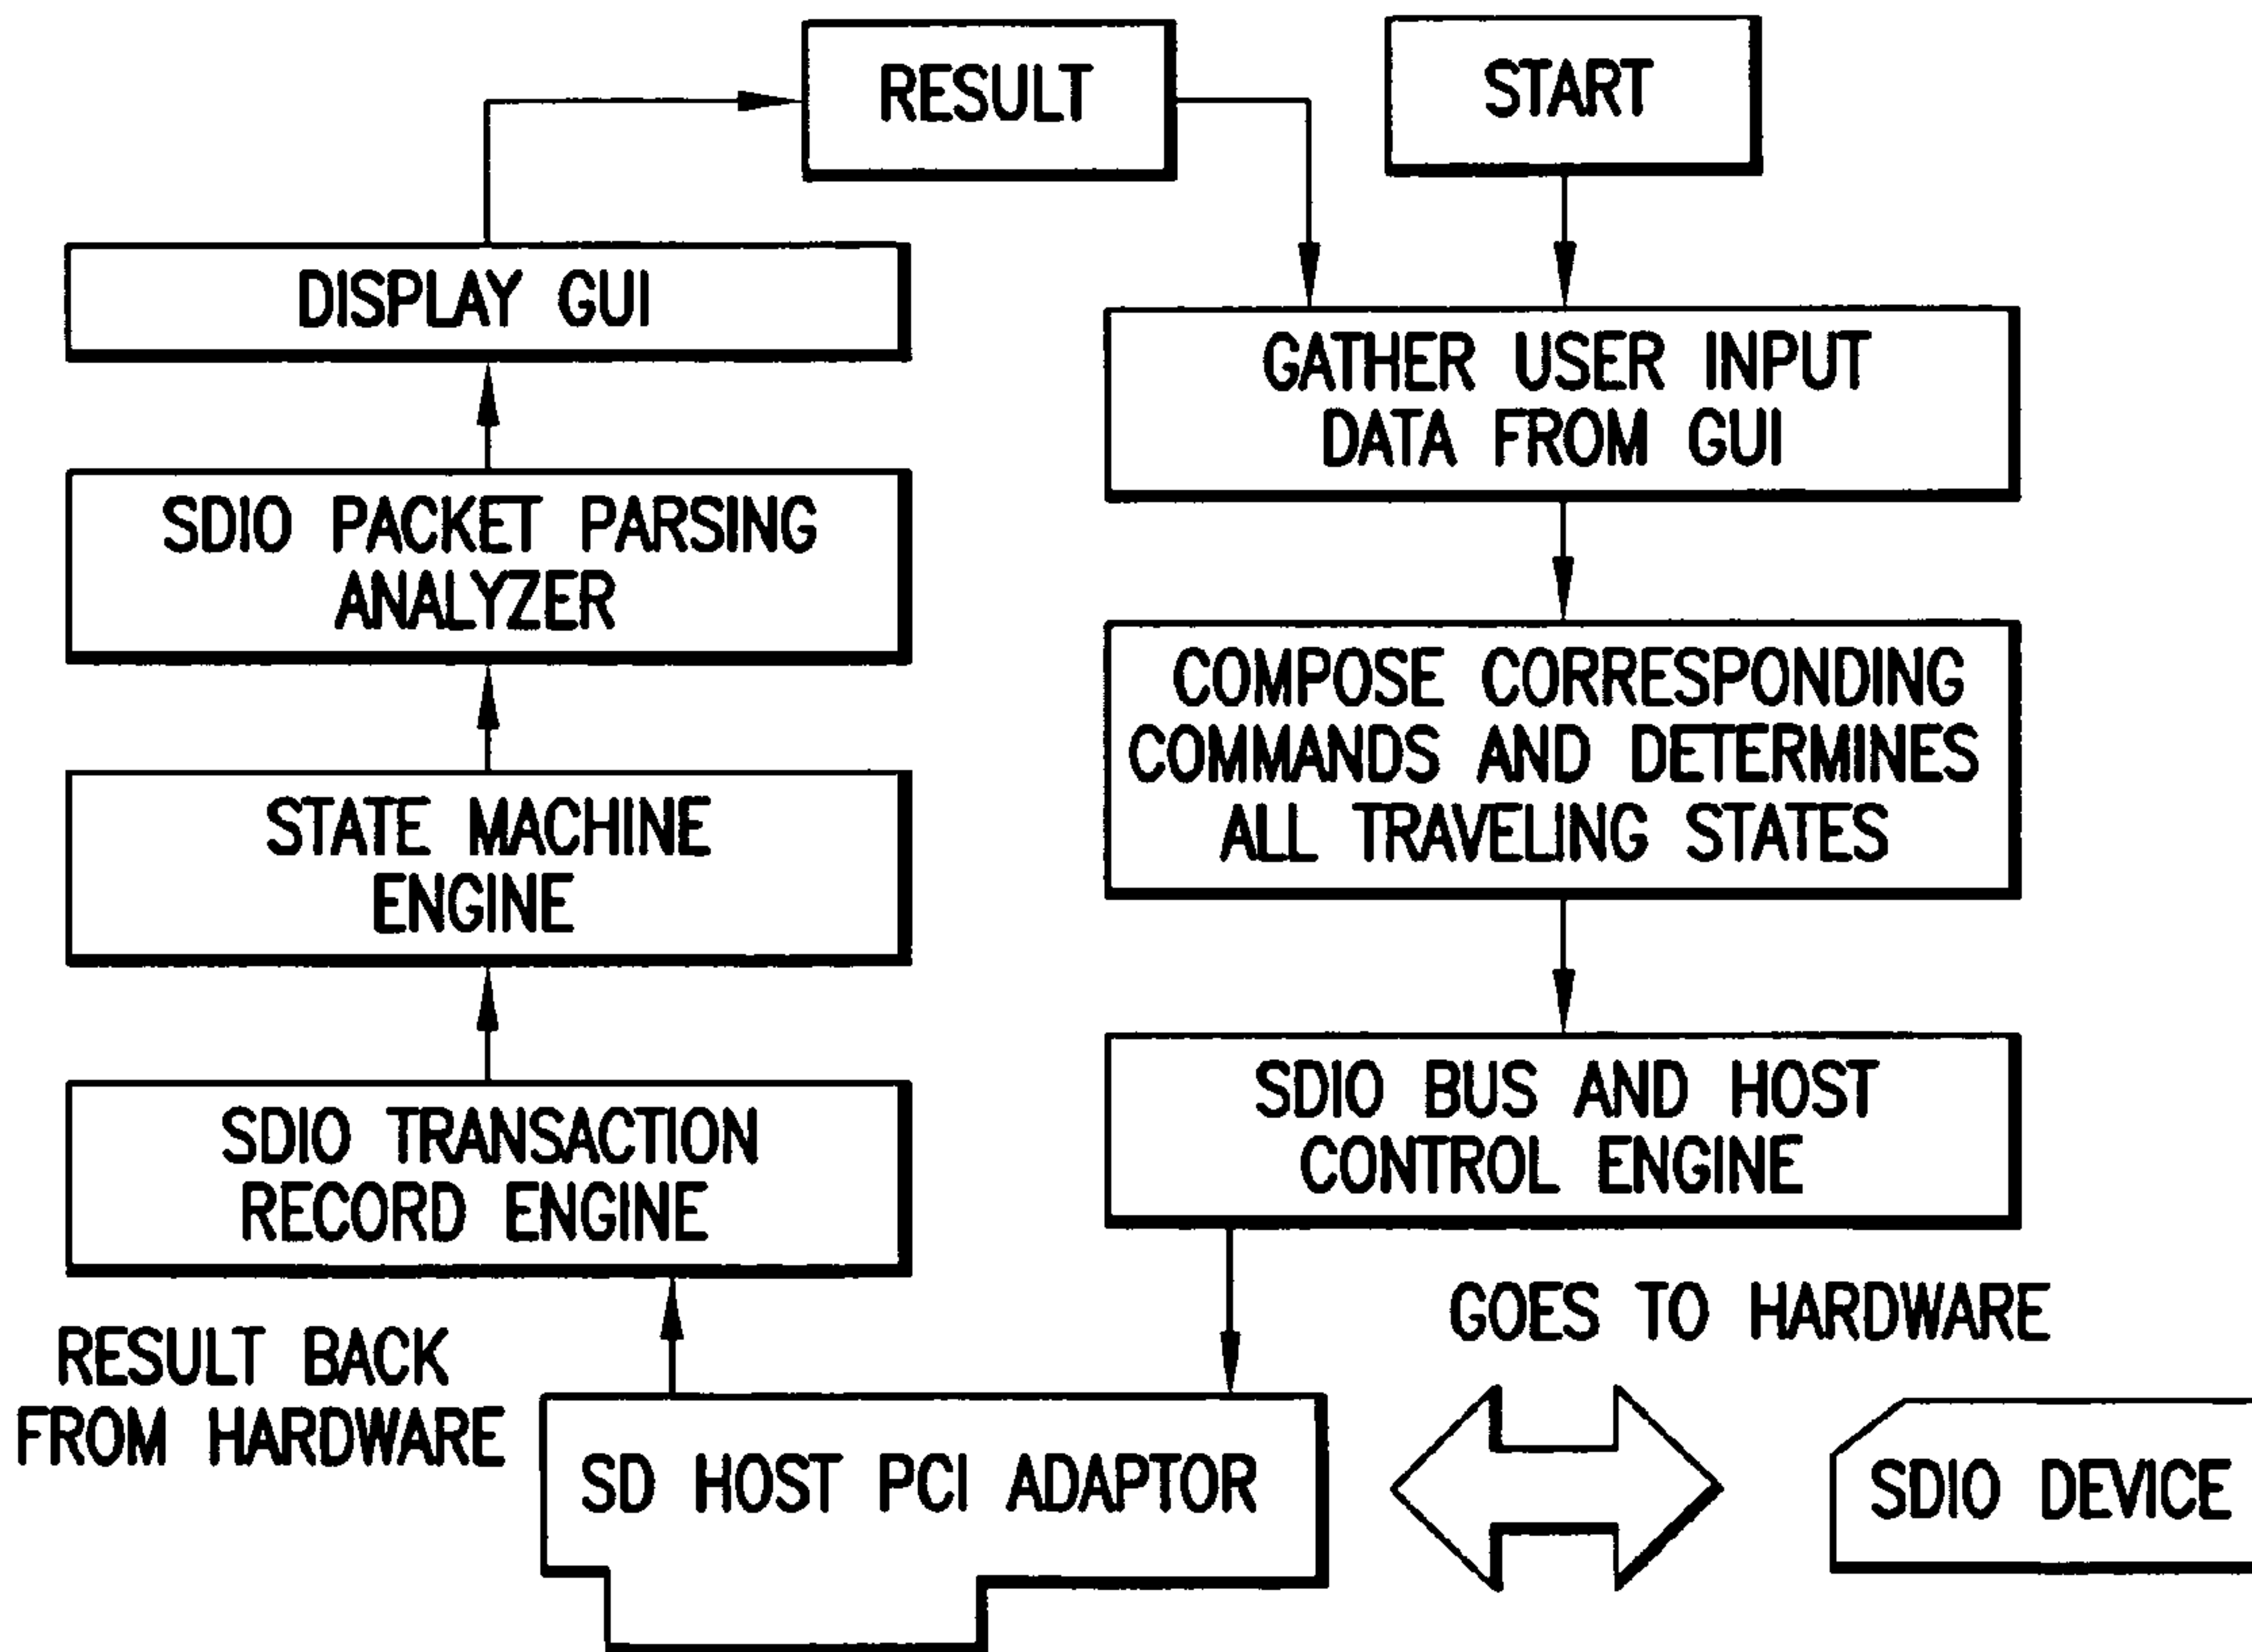 RESULT
START
DISPLAY GUI
GATHER USER INPUT
DATA FROM GUI
SDIO PACKET PARSING
ANALYZER
COMPOSE CORRESPONDING
COMMANDS AND DETERMINES
ALL TRAVELING STATES
STATE MACHINE
ENGINE
SDIO BUS AND HOST
CONTROL ENGINE
SDIO TRANSACTION
RECORD ENGINE
GOES TO HARDWARE
RESULT BACK
FROM HARDWARE
SD HOST PCI ADAPTOR
SDIO DEVICE